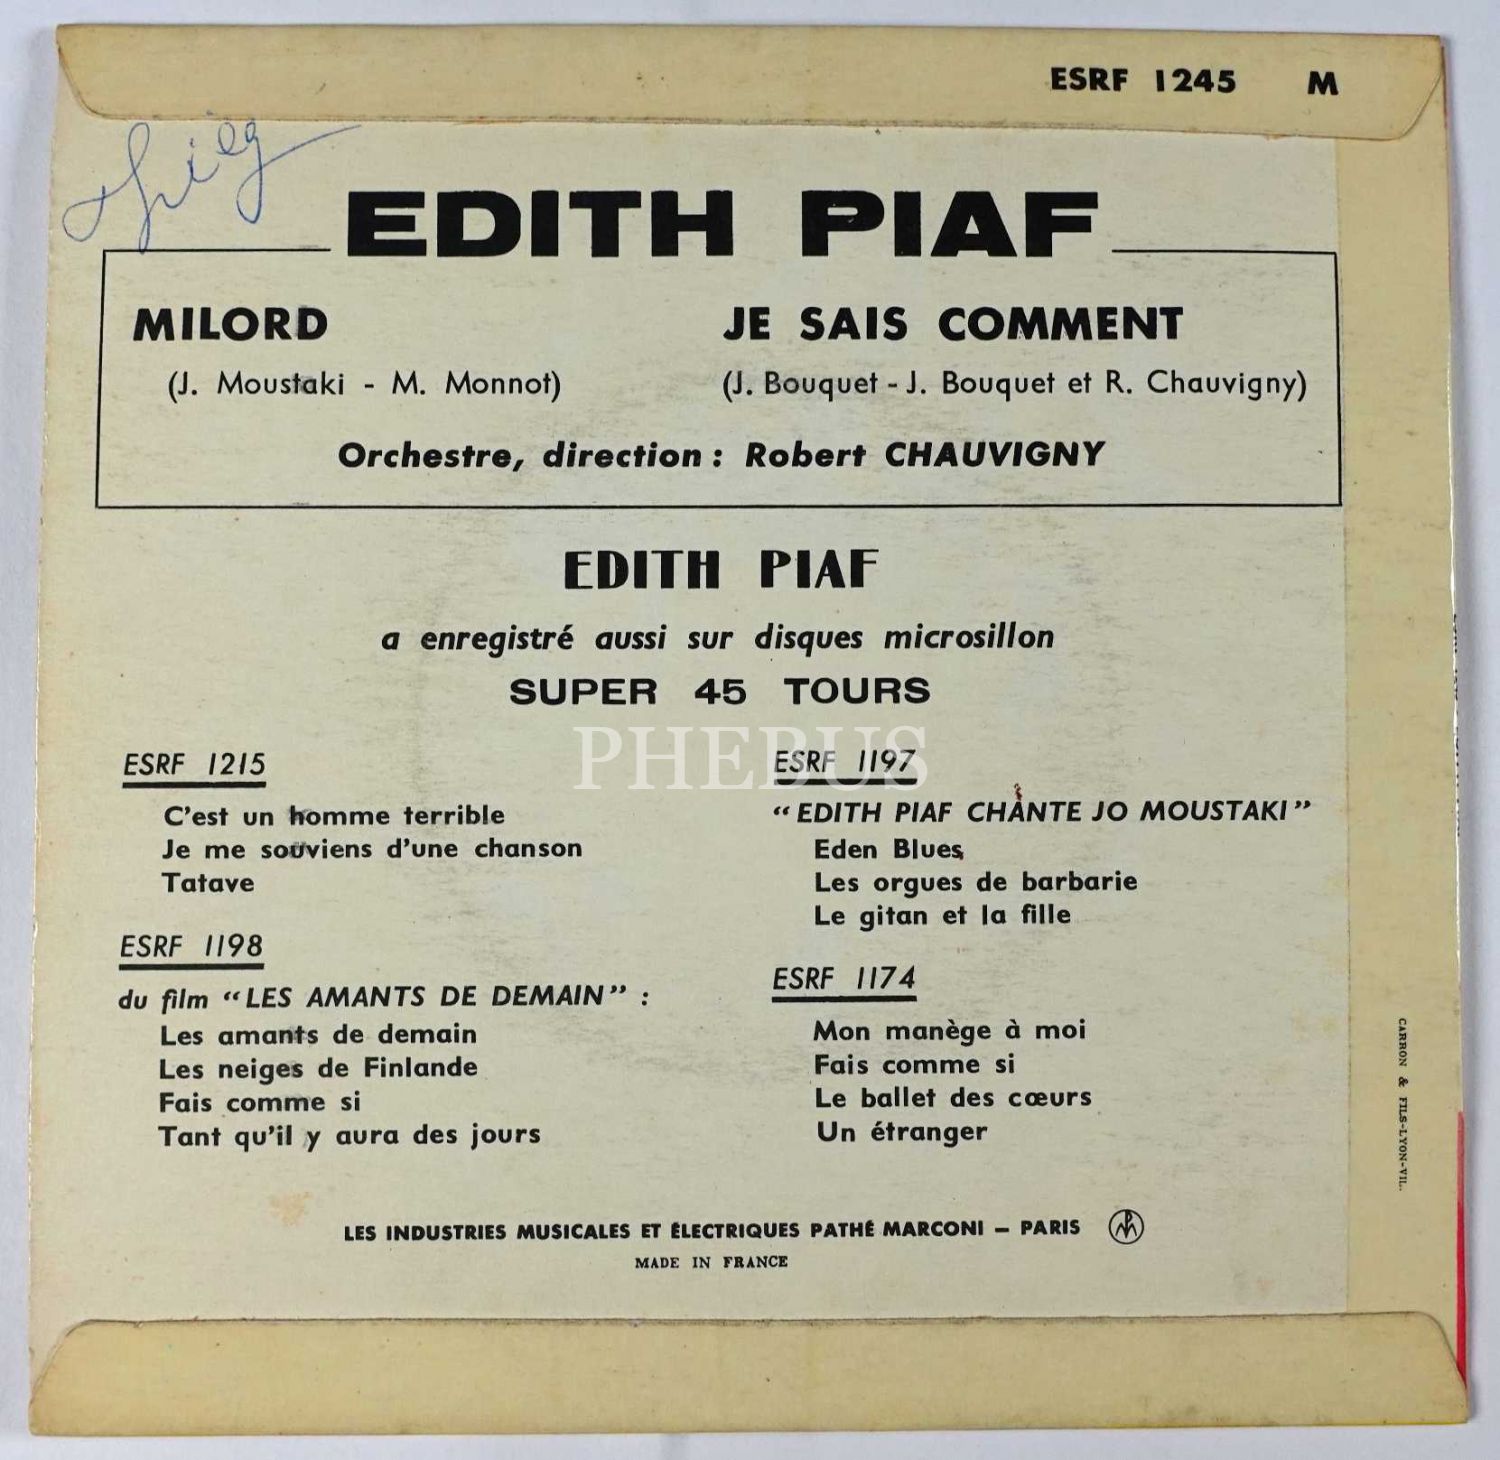 ESRF 1245 M
EDITH PIAF
MILORD
(J. Moustaki - M. Monnot)
JE SAIS COMMENT
(J. Bouquet - J. Bouquet et R. Chauvigny)
Orchestre, direction : Robert CHAUVIGNY
EDITH PIAF
a enregistré aussi sur disques microsillon
SUPER 45 TOURS
PHEBUS
ESRF 1215
C'est un homme terrible
Je me souviens d'une chanson
Tatave
ESRF 1198
du film “LES AMANTS DE DEMAIN” :
Les amants de demain
Les neiges de Finlande
Fais comme si
Tant qu'il y aura des jours
ESRF 1197
“EDITH PIAF CHANTE JO MOUSTAKI”
Eden Blues
Les orgues de barbarie
Le gitan et la fille
ESRF 1174
Mon manège à moi
Fais comme si
Le ballet des cœurs
Un étranger
CARRON & FILS-LYON-VIL.
LES INDUSTRIES MUSICALES ET ÉLECTRIQUES PATHÉ MARCONI – PARIS
MADE IN FRANCE